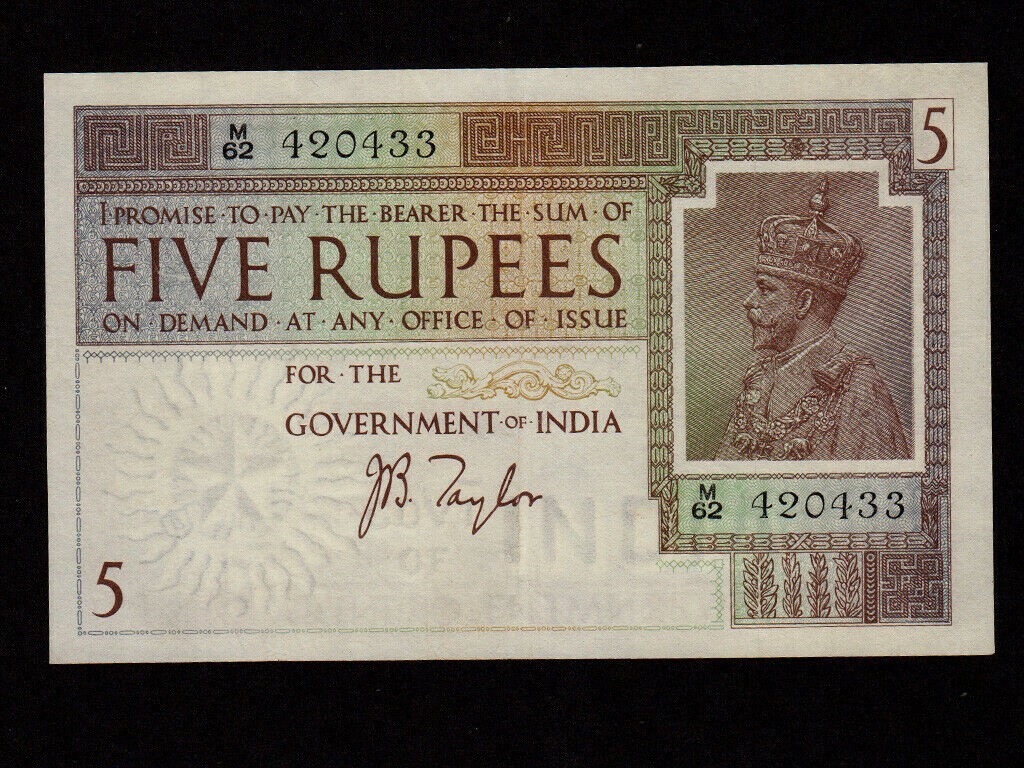 M
62 420433
5
I PROMISE · TO · PAY · THE · BEARER · THE · SUM · OF
FIVE RUPEES
ON · DEMAND · AT · ANY · OFFICE · OF · ISSUE
FOR · THE
GOVERNMENT · OF · INDIA
JB. Taylor
M
62 420433
5